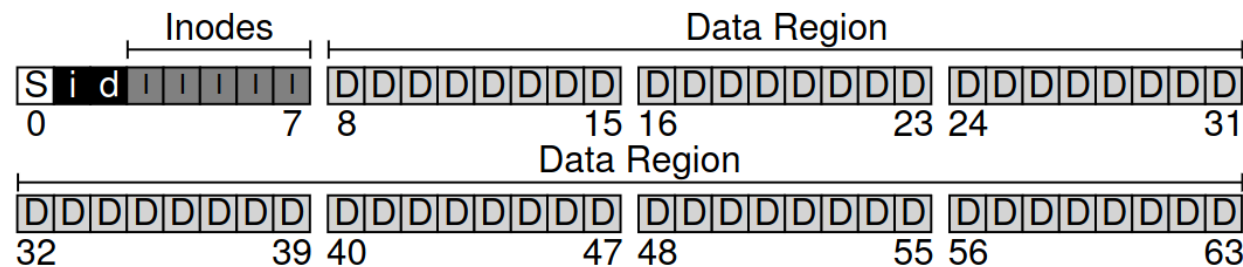 Inodes Data Region
S i d I I I I I D D D D D D D D D D D D D D D D D D D D D D D D
0 7 8 15 16 23 24 31
Data Region
D D D D D D D D D D D D D D D D D D D D D D D D D D D D D D D D
32 39 40 47 48 55 56 63